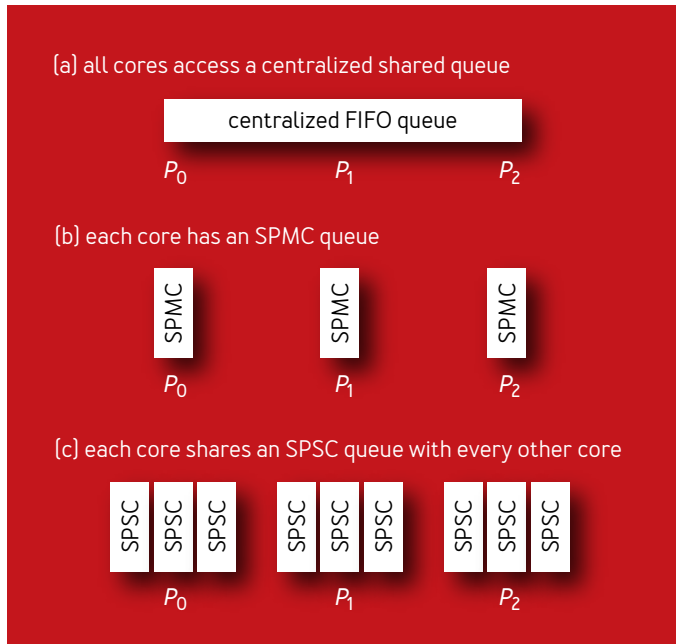 (a) all cores access a centralized shared queue
centralized FIFO queue
P0 P1 P2
(b) each core has an SPMC queue
SPMC SPMC SPMC
P0 P1 P2
(c) each core shares an SPSC queue with every other core
SPSC SPSC SPSC SPSC SPSC SPSC SPSC SPSC SPSC
P0 P1 P2